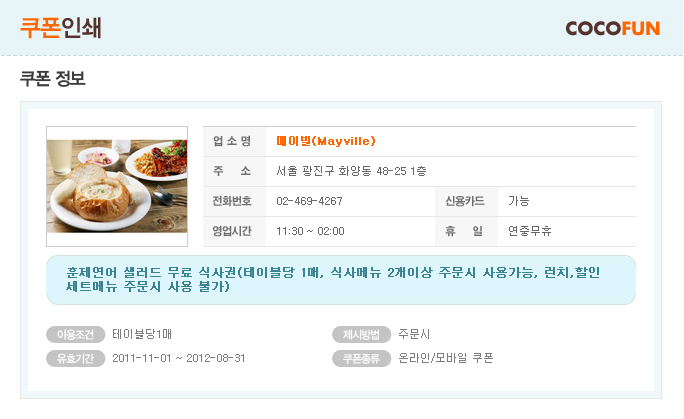 쿠폰인쇄
COCOFUN
쿠폰 정보
업 소 명 메이빌(Mayville)
주 소 서울 광진구 화양동 48-25 1층
전화번호 02-469-4267 신용카드 가능
영업시간 11:30 ~ 02:00 휴 일 연중무휴
훈제연어 샐러드 무료 식사권(테이블당 1매, 식사메뉴 2개이상 주문시 사용가능, 런치,할인
세트메뉴 주문시 사용 불가)
이용조건 테이블당1매 제시방법 주문시
유효기간 2011-11-01 ~ 2012-08-31 쿠폰종류 온라인/모바일 쿠폰